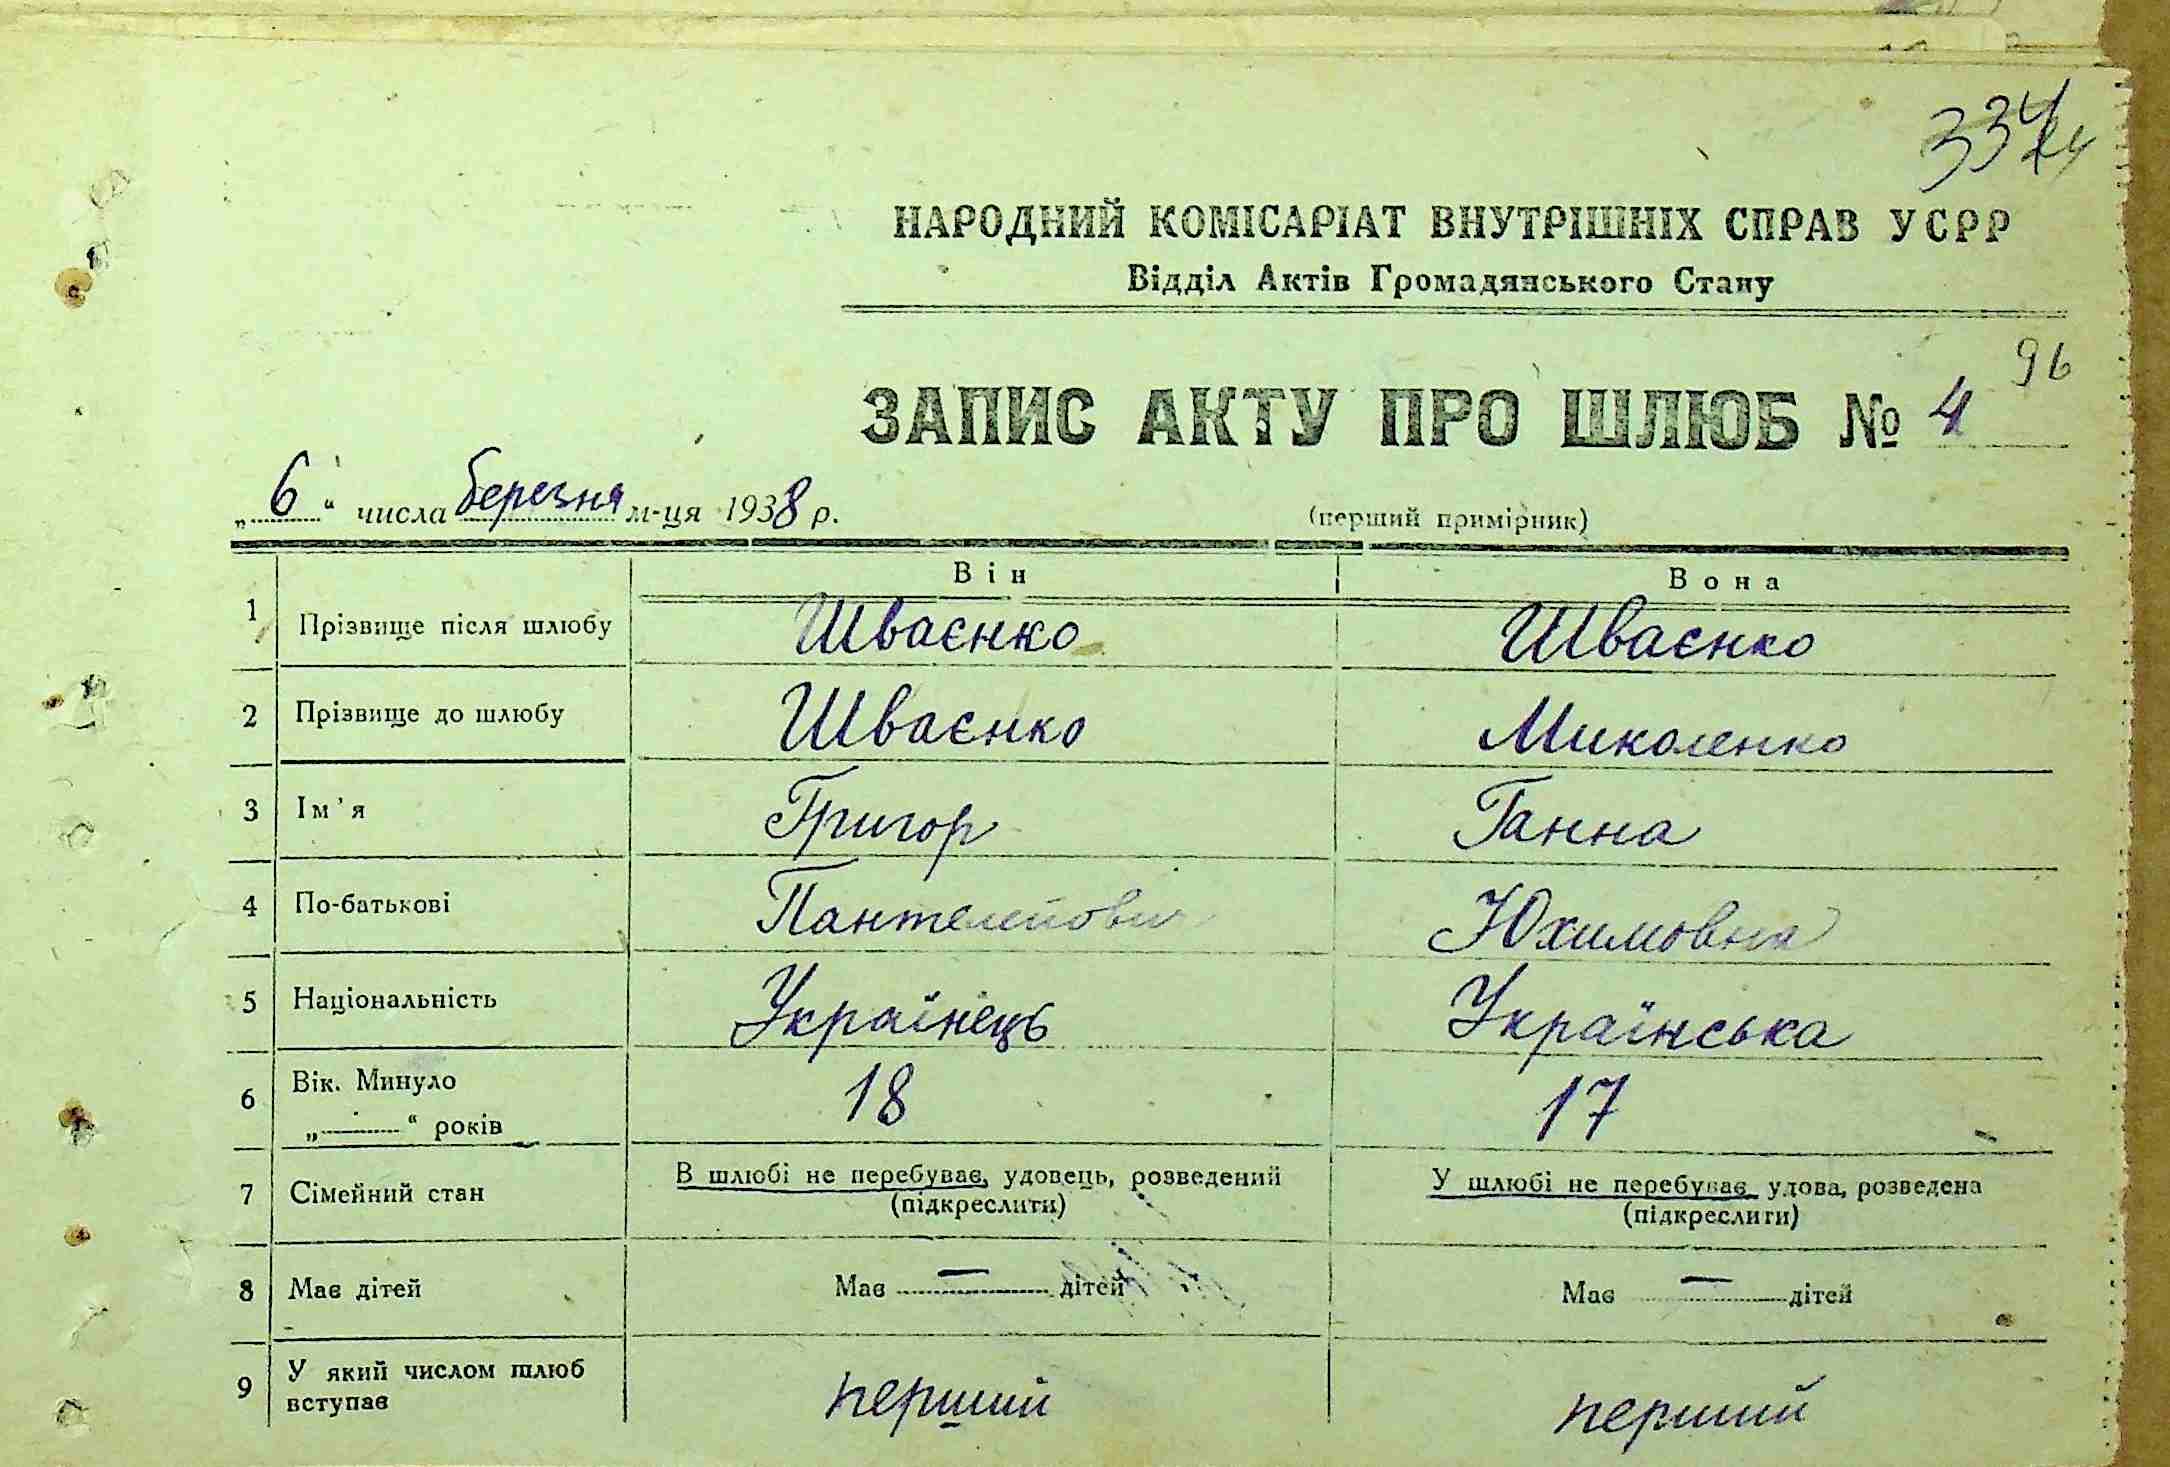 НАРОДНИЙ КОМІСАРІАТ ВНУТРІШНІХ СПРАВ УСРР
Відділ Актів Громадянського Стану
96
ЗАПИС АКТУ ПРО ШЛЮБ № 4
„6“ числа березня м-ця 1938 р.
(перший примірник)
Він Вона
1 Прізвище після шлюбу Шваєнко Шваєнко
2 Прізвище до шлюбу Шваєнко Миколенко
3 Ім'я Григор Ганна
4 По-батькові Пантелейович Юхимовна
5 Національність Українець Українська
6 Вік. Минуло 18 17
„ “ років
7 Сімейний стан В шлюбі не перебуває, удовець, розведений У шлюбі не перебуває удова, розведена
(підкреслити) (підкреслити)
8 Має дітей Має — дітей Має — дітей
9 У який числом шлюб перший перший
вступає